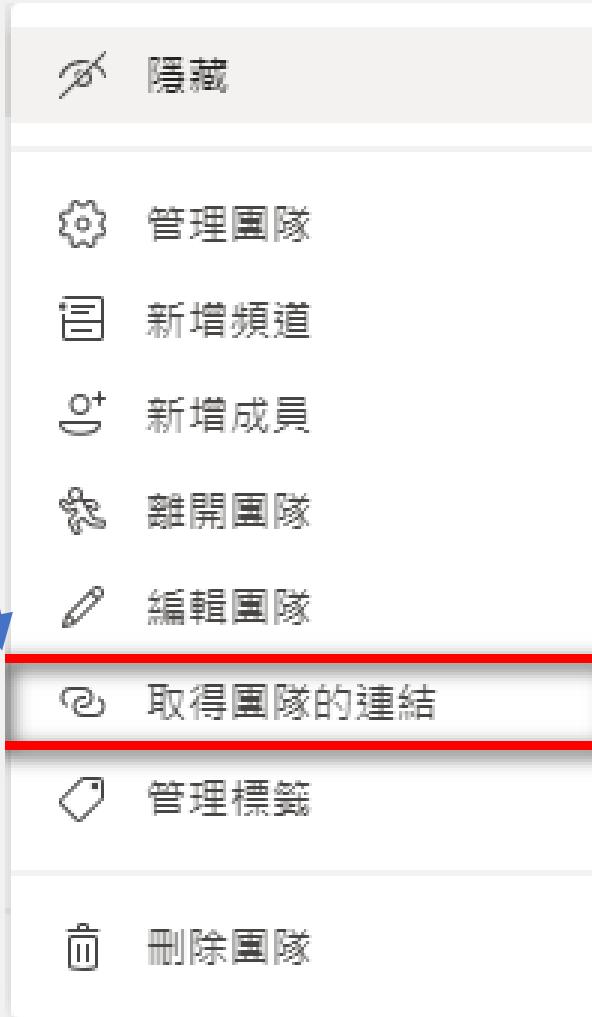 隱藏
管理團隊
新增頻道
新增成員
離開團隊
編輯團隊
取得團隊的連結
管理標籤
刪除團隊